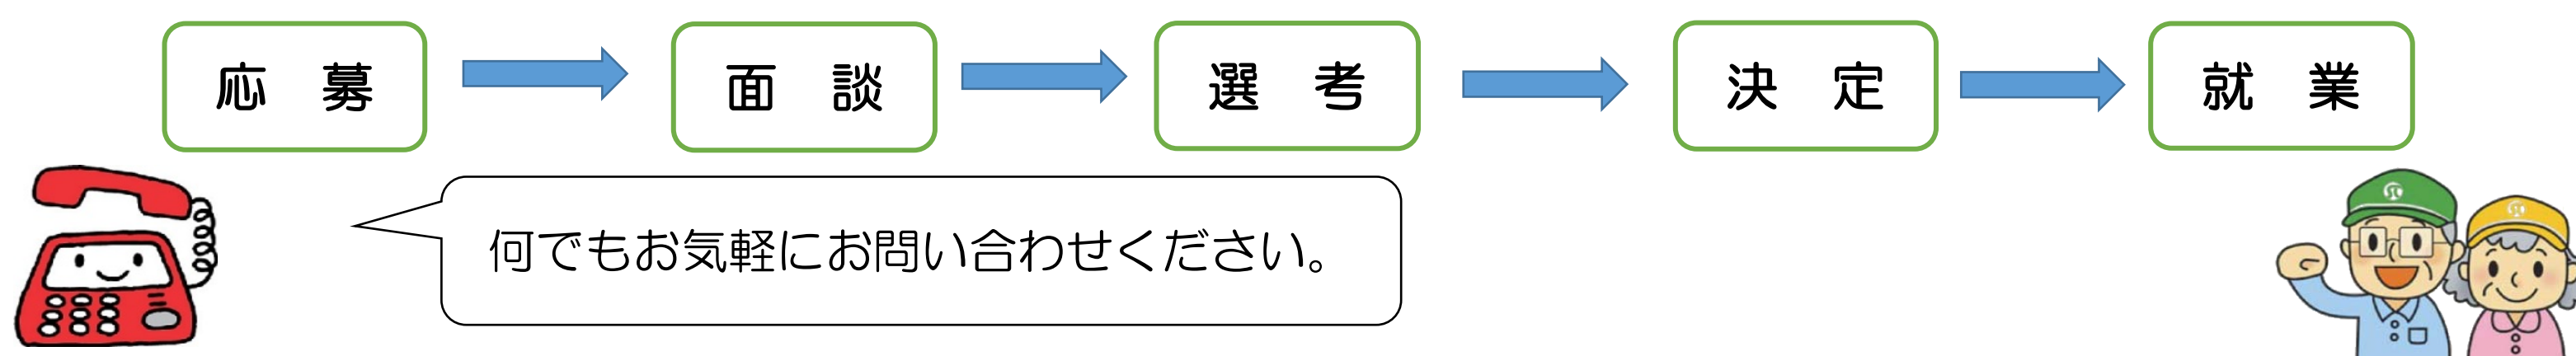 応　募　面　談　選　考　決　定　就　業
何でもお気軽にお問い合わせください。